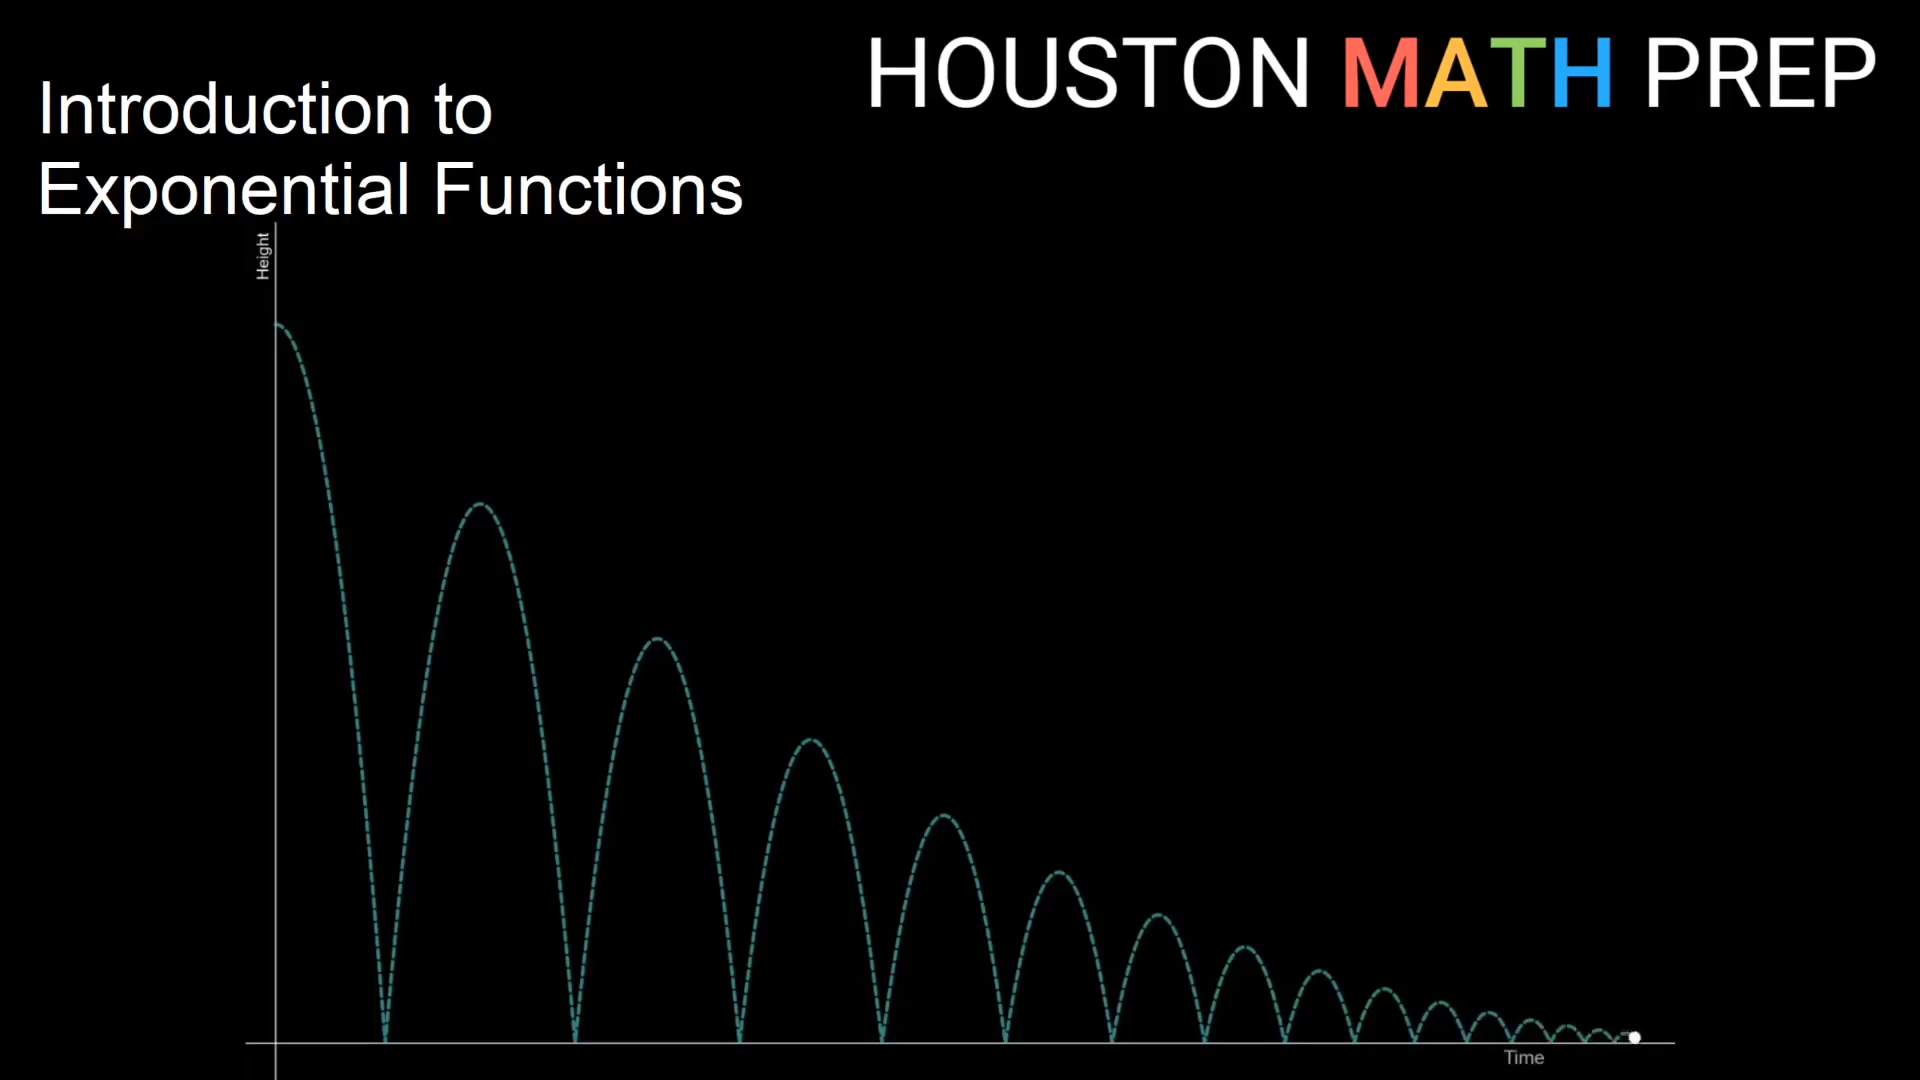 HOUSTON MATH PREP
Introduction to
Exponential Functions
Height
Time